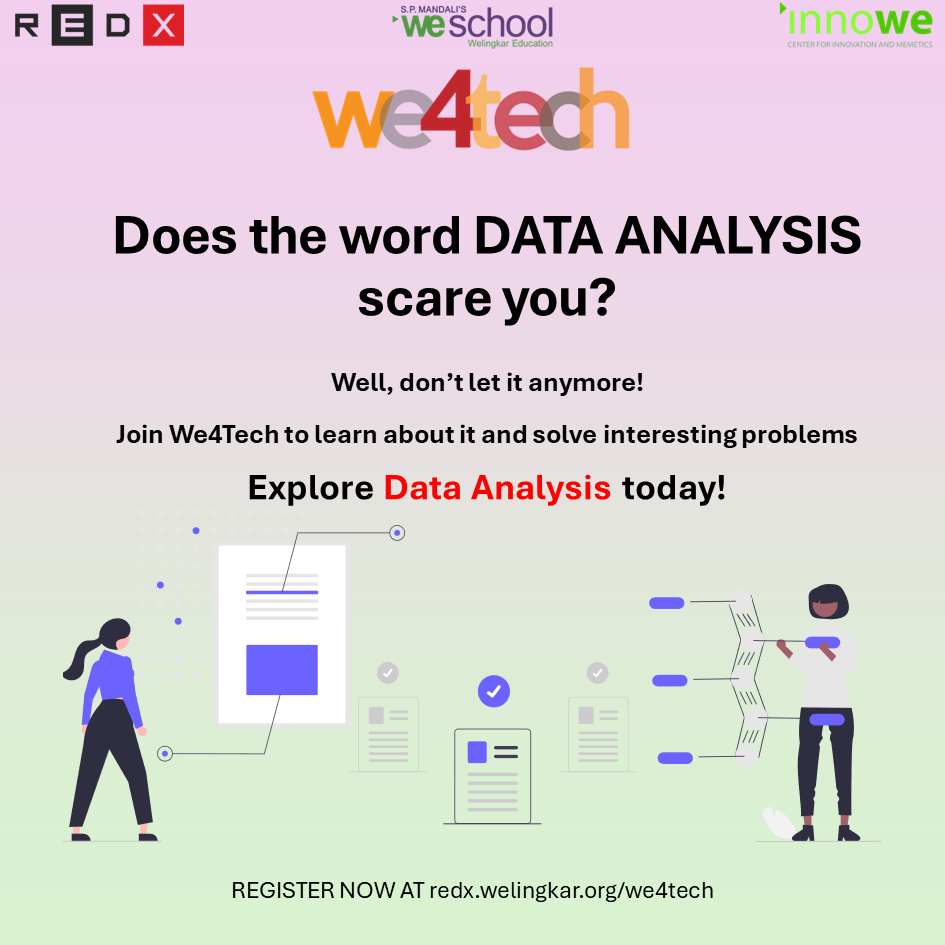 REDX
S.P. MANDALI'S
we SCHOOL
Welingkar Education
innowe
CENTER FOR INNOVATION AND MEMETICS
we4tech
Does the word DATA ANALYSIS
scare you?
Well, don’t let it anymore!
Join We4Tech to learn about it and solve interesting problems
Explore Data Analysis today!
REGISTER NOW AT redx.welingkar.org/we4tech